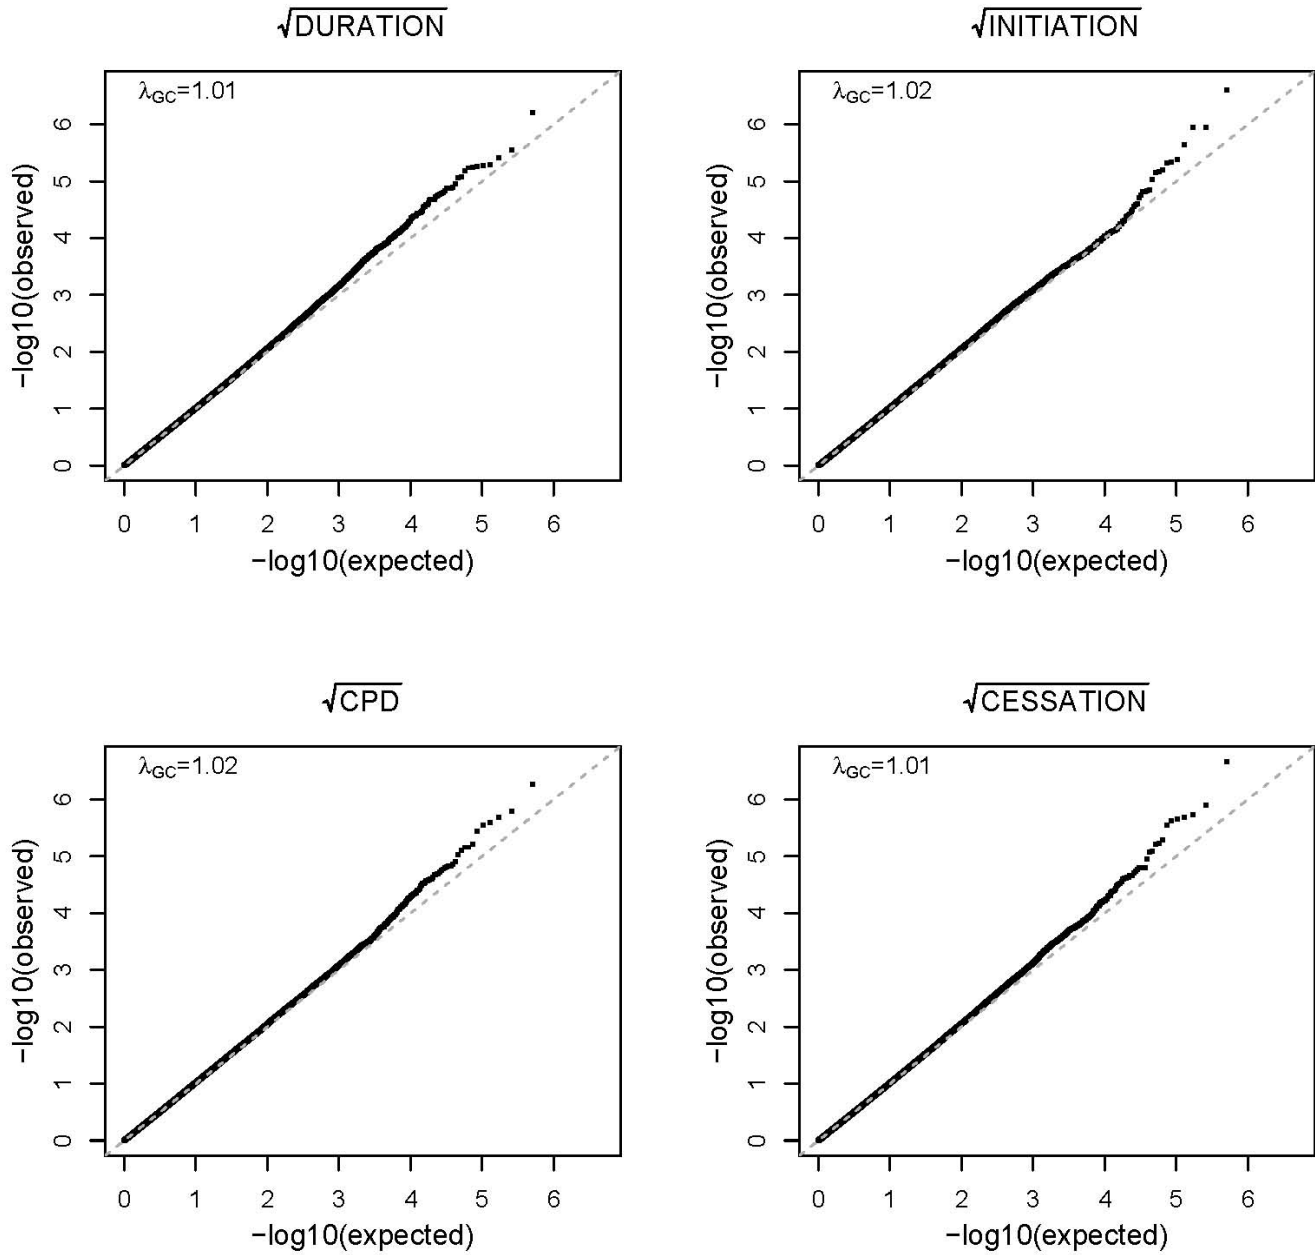 √DURATION
λGC=1.01
6
5
4
3
2
1
0
−log10(observed)
0 1 2 3 4 5 6
−log10(expected)
√INITIATION
λGC=1.02
6
5
4
3
2
1
0
−log10(observed)
0 1 2 3 4 5 6
−log10(expected)
√CPD
λGC=1.02
6
5
4
3
2
1
0
−log10(observed)
0 1 2 3 4 5 6
−log10(expected)
√CESSATION
λGC=1.01
6
5
4
3
2
1
0
−log10(observed)
0 1 2 3 4 5 6
−log10(expected)